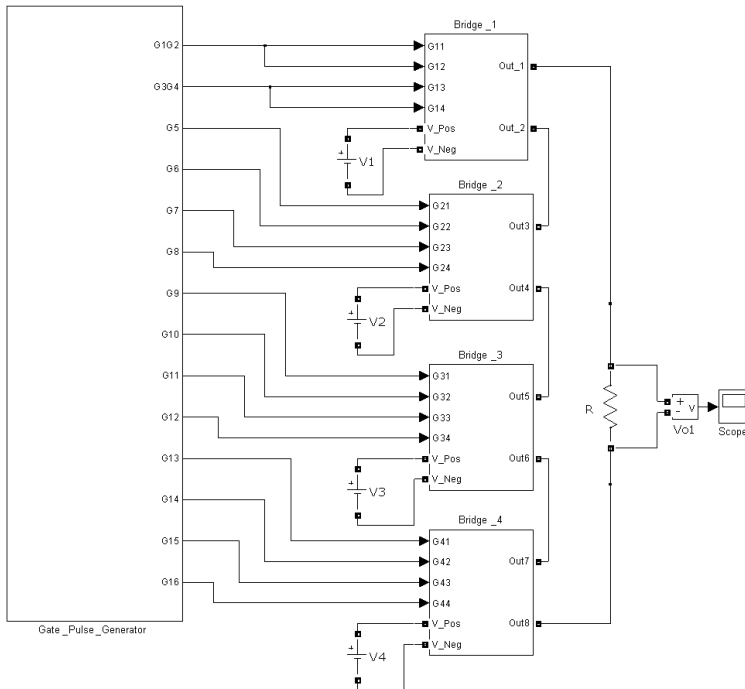 Bridge _1
G1G2
G11
G12
Out_1
G3G4
G13
G14
G5
V_Pos
Out_2
V_Neg
+
V1
G6
Bridge _2
G21
G7
G22
Out3
G23
G8
G24
G9
V_Pos
Out4
V_Neg
+
V2
G10
Bridge _3
G11
G31
G32
Out5
G12
G33
G34
G13
V_Pos
Out6
V_Neg
+
V3
G14
Bridge _4
G15
G41
G42
Out7
G16
G43
G44
V_Pos
Out8
V_Neg
+
V4
Gate _Pulse_Generator
R
+
-
v
Vo1
Scope